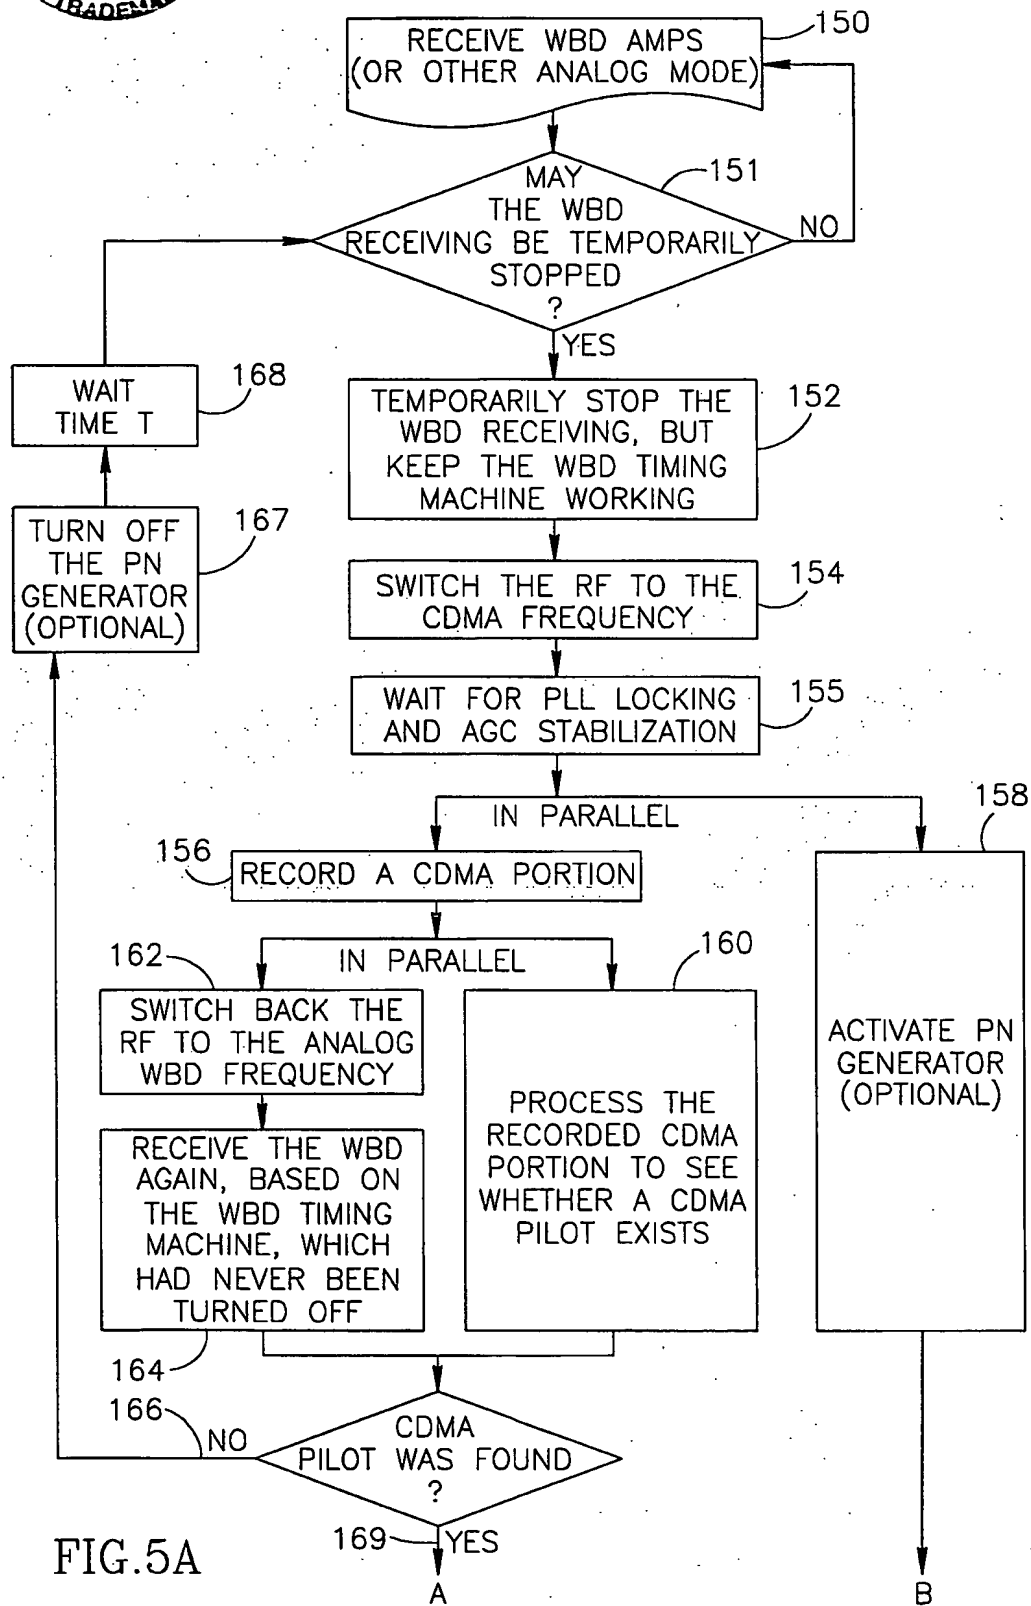 TRADEMA
RECEIVE WBD AMPS
(OR OTHER ANALOG MODE)
150
MAY
THE WBD
RECEIVING BE TEMPORARILY
STOPPED
?
151
NO
YES
WAIT
TIME T
168
TEMPORARILY STOP THE
WBD RECEIVING, BUT
KEEP THE WBD TIMING
MACHINE WORKING
152
TURN OFF
THE PN
GENERATOR
(OPTIONAL)
167
SWITCH THE RF TO THE
CDMA FREQUENCY
154
WAIT FOR PLL LOCKING
AND AGC STABILIZATION
155
IN PARALLEL
158
156
RECORD A CDMA PORTION
162
IN PARALLEL
160
SWITCH BACK THE
RF TO THE ANALOG
WBD FREQUENCY
ACTIVATE PN
GENERATOR
(OPTIONAL)
PROCESS THE
RECORDED CDMA
PORTION TO SEE
WHETHER A CDMA
PILOT EXISTS
RECEIVE THE WBD
AGAIN, BASED ON
THE WBD TIMING
MACHINE, WHICH
HAD NEVER BEEN
TURNED OFF
164
166
NO
CDMA
PILOT WAS FOUND
?
169
YES
FIG.5A
A
B